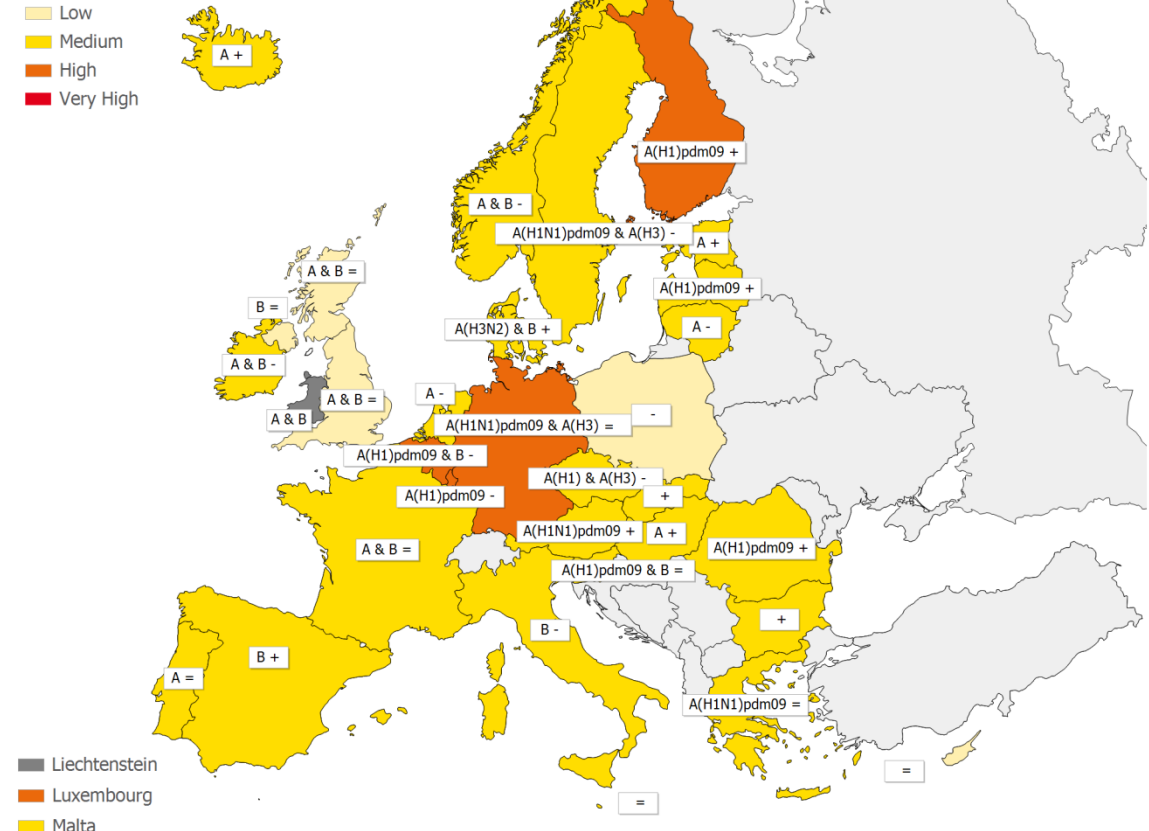 Low
Medium
High
Very High
A +
A(H1)pdm09 +
A & B -
A(H1N1)pdm09 & A(H3) -
A +
A & B =
A(H1)pdm09 +
B =
A(H3N2) & B +
A -
A & B -
A -
A & B =
A & B
-
A(H1N1)pdm09 & A(H3) =
A(H1)pdm09 & B -
A(H1) & A(H3) -
A(H1)pdm09 -
+
A(H1N1)pdm09 +
A +
A & B =
A(H1)pdm09 +
A(H1)pdm09 & B =
+
B -
B +
A =
A(H1N1)pdm09 =
Liechtenstein
=
Luxembourg
=
Malta